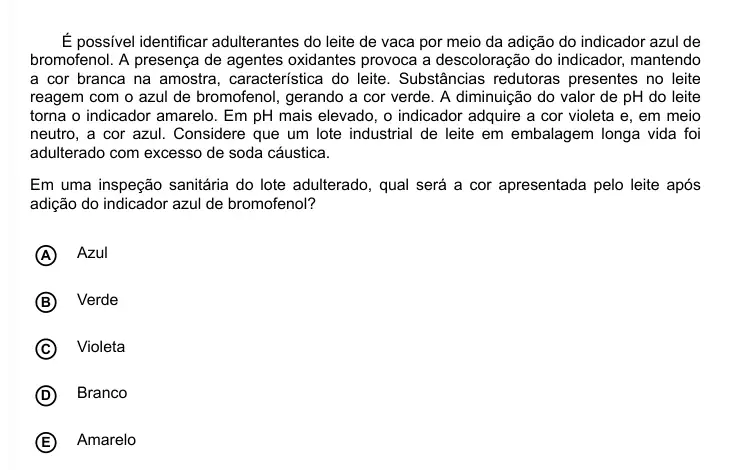 É possível identificar adulterantes do leite de vaca por meio da adição do indicador azul de
bromofenol. A presença de agentes oxidantes provoca a descoloração do indicador, mantendo
a cor branca na amostra, característica do leite. Substâncias redutoras presentes no leite
reagem com o azul de bromofenol, gerando a cor verde. A diminuição do valor de pH do leite
torna o indicador amarelo. Em pH mais elevado, o indicador adquire a cor violeta e, em meio
neutro, a cor azul. Considere que um lote industrial de leite em embalagem longa vida foi
adulterado com excesso de soda cáustica.
Em uma inspeção sanitária do lote adulterado, qual será a cor apresentada pelo leite após
adição do indicador azul de bromofenol?
A Azul
B Verde
C Violeta
D Branco
E Amarelo